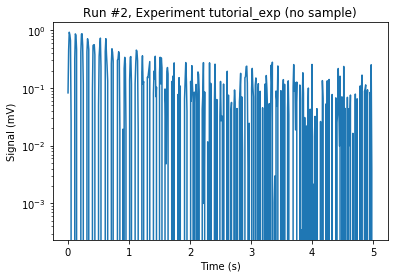 Run #2, Experiment tutorial_exp (no sample)
10⁰
10⁻¹
10⁻²
10⁻³
Signal (mV)
0 1 2 3 4 5
Time (s)